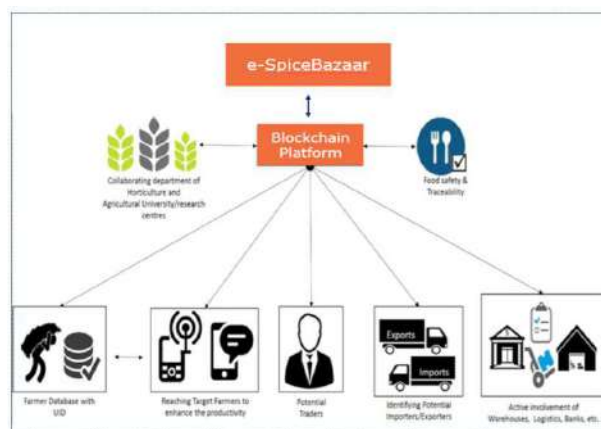 e-SpiceBazaar
Blockchain
Platform
Collaborating department of
Horticulture and
Agricultural University/research
centres
Food safety &
Traceability
Exports
Imports
Farmer Database with
UID
Reaching Target Farmers to
enhance the productivity
Potential
Traders
Identifying Potential
Importers/Exporters
Active involvement of
Warehouses, Logistics, Banks, etc.